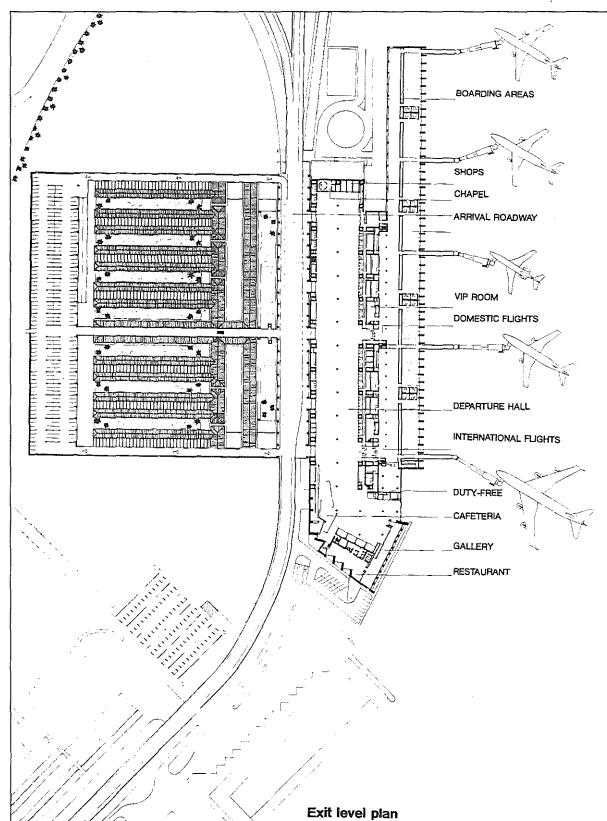 BOARDING AREAS
SHOPS
CHAPEL
ARRIVAL ROADWAY
VIP ROOM
DOMESTIC FLIGHTS
DEPARTURE HALL
INTERNATIONAL FLIGHTS
DUTY-FREE
CAFETERIA
GALLERY
RESTAURANT
Exit level plan